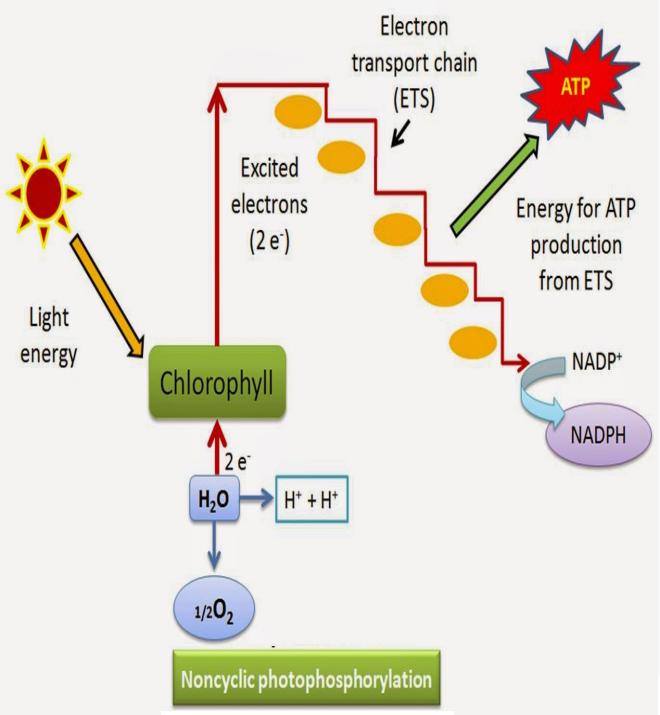 Electron
transport chain
(ETS)
ATP
Excited
electrons
(2 e⁻)
Energy for ATP
production
from ETS
Light
energy
Chlorophyll
NADP⁺
NADPH
2 e⁻
H₂O
H⁺ + H⁺
1/2O₂
Noncyclic photophosphorylation